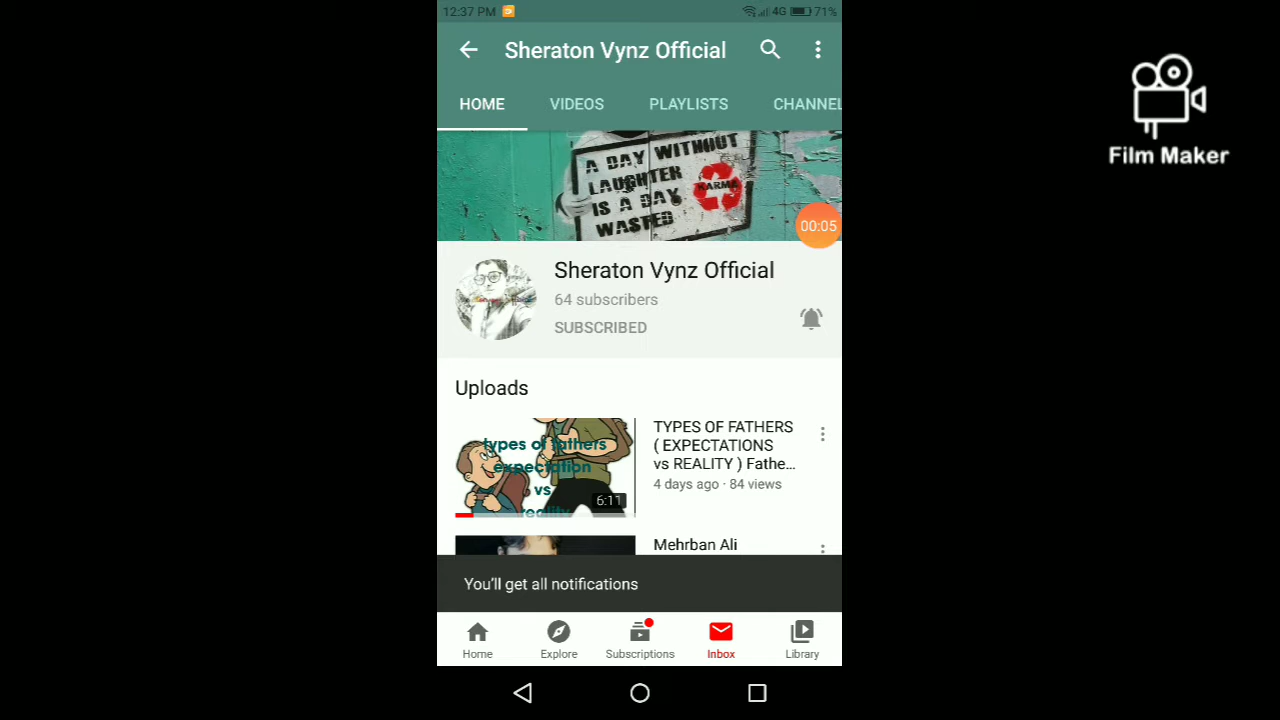 12:37 PM
4G 71%
Sheraton Vynz Official
HOME VIDEOS PLAYLISTS CHANNEL
Film Maker
A DAY WITHOUT
LAUGHTER
IS A DAY
WASTED
KARMA
00:05
Sheraton Vynz Official
64 subscribers
SUBSCRIBED
Uploads
types of fathers
expectation
vs
reality
6:11
TYPES OF FATHERS
( EXPECTATIONS
vs REALITY ) Fathe...
4 days ago · 84 views
Mehrban Ali
You'll get all notifications
Home Explore Subscriptions Inbox Library